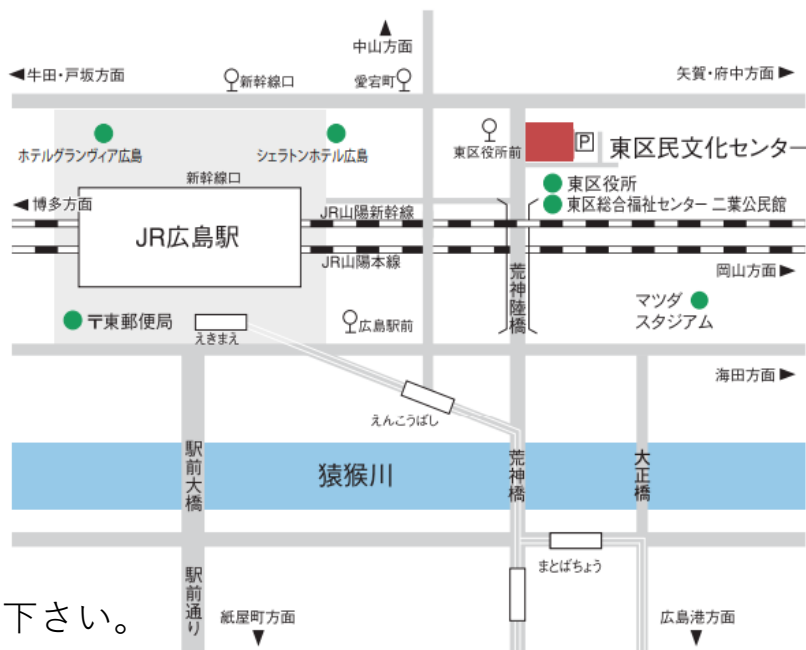 中山方面
牛田・戸坂方面
新幹線口
愛宕町
矢賀・府中方面
ホテルグランヴィア広島
シェラトンホテル広島
東区役所前
P
東区民文化センター
新幹線口
東区役所
東区総合福祉センター 二葉公民館
博多方面
JR山陽新幹線
JR広島駅
JR山陽本線
荒神陸橋
岡山方面
マツダ
スタジアム
〒東郵便局
えきまえ
広島駅前
海田方面
えんこうばし
駅前大橋
猿猴川
荒神橋
大正橋
まとばちょう
駅前通り
下さい。
紙屋町方面
広島港方面